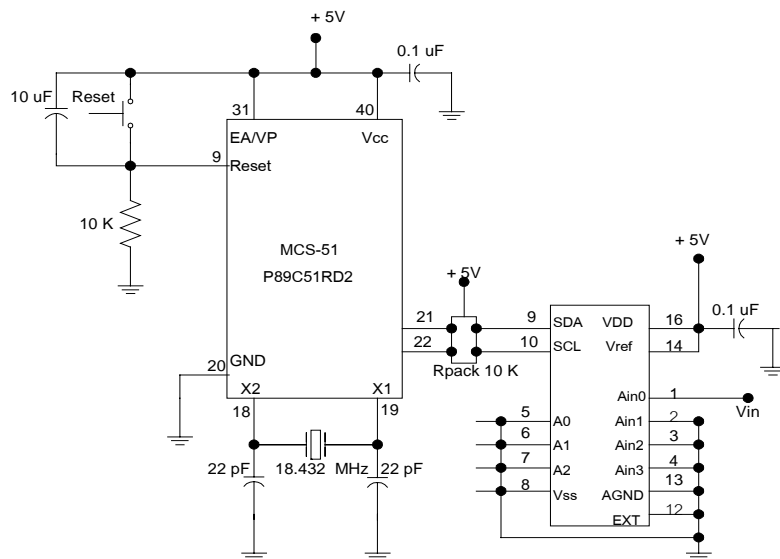 + 5V
0.1 uF
10 uF
Reset
31
40
EA/VP
Vcc
9
Reset
10 K
MCS-51
P89C51RD2
+ 5V
+ 5V
0.1 uF
21
22
9
10
SDA
SCL
VDD
Vref
16
14
Rpack 10 K
20
GND
X2
X1
18
19
22 pF
18.432
MHz
22 pF
5
6
7
8
A0
A1
A2
Vss
Ain0
Ain1
Ain2
Ain3
AGND
EXT
1
2
3
4
13
12
Vin